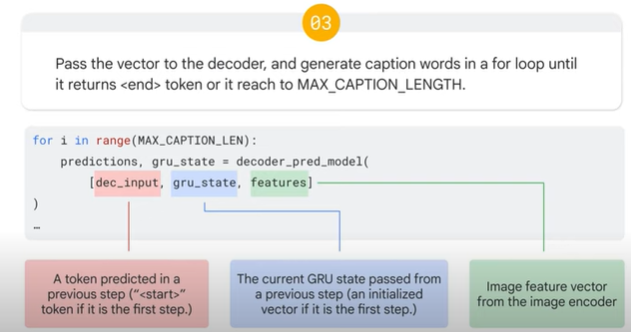 03
Pass the vector to the decoder, and generate caption words in a for loop until
it returns <end> token or it reach to MAX_CAPTION_LENGTH.
for i in range(MAX_CAPTION_LEN):
predictions, gru_state = decoder_pred_model(
[dec_input, gru_state, features]
)
…
A token predicted in a
previous step ("<start>"
token if it is the first step.)
The current GRU state passed from
a previous step (an initialized
vector if it is the first step.)
Image feature vector
from the image encoder